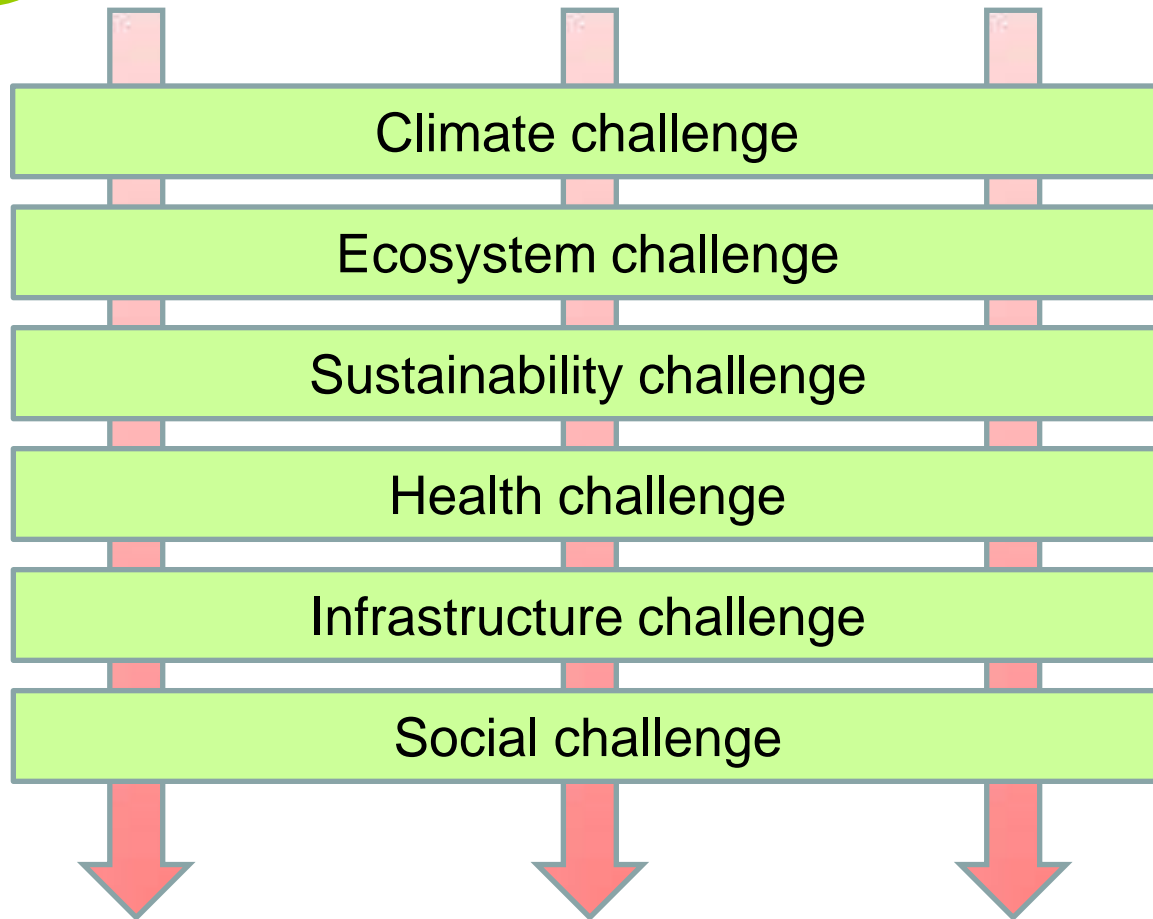 Climate challenge
Ecosystem challenge
Sustainability challenge
Health challenge
Infrastructure challenge
Social challenge